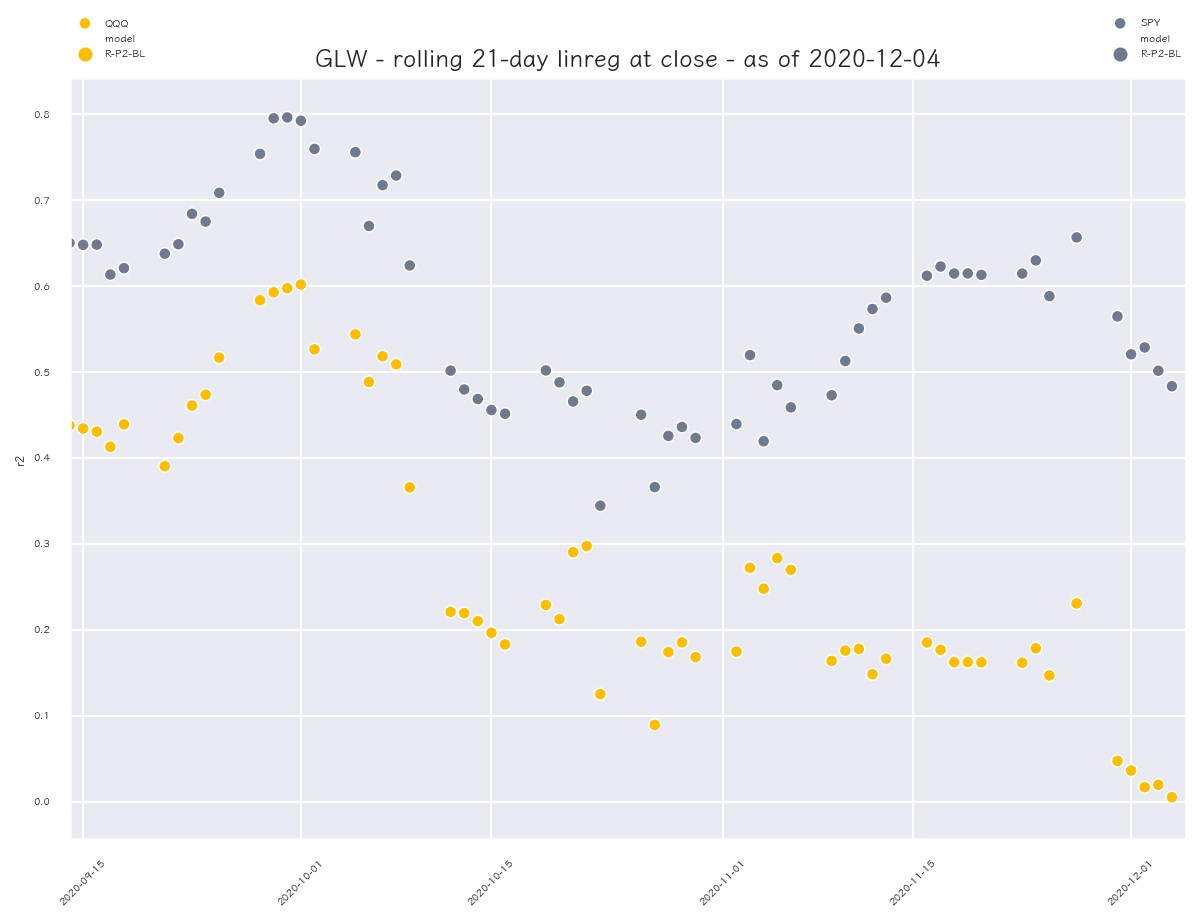 QQQ
model
R-P2-BL
SPY
model
R-P2-BL
GLW - rolling 21-day linreg at close - as of 2020-12-04
r2
0.8
0.7
0.6
0.5
0.4
0.3
0.2
0.1
0.0
2020-09-15
2020-10-01
2020-10-15
2020-11-01
2020-11-15
2020-12-01